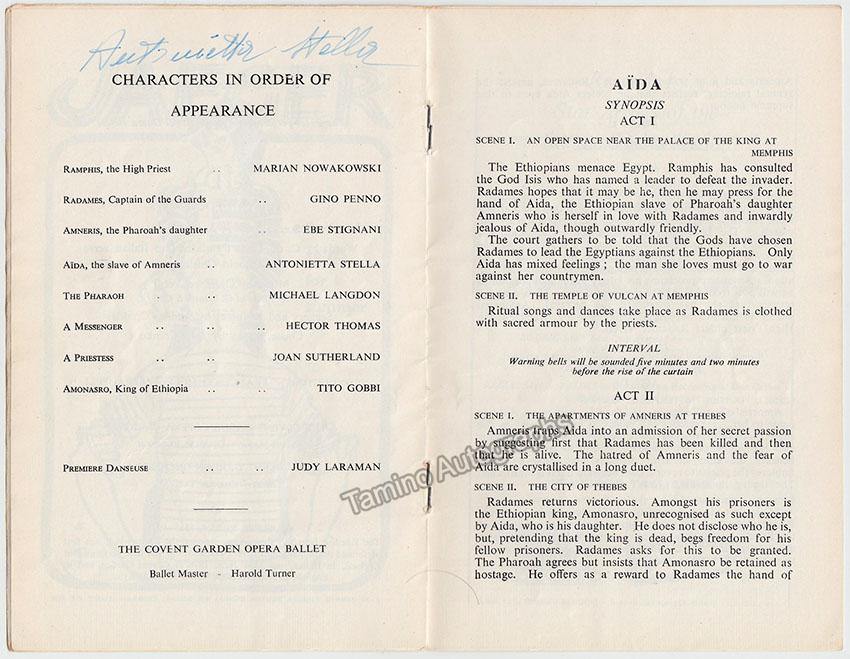 Antonietta Stella
CHARACTERS IN ORDER OF
APPEARANCE
RAMPHIS, the High Priest .. MARIAN NOWAKOWSKI
RADAMES, Captain of the Guards .. GINO PENNO
AMNERIS, the Pharoah's daughter .. EBE STIGNANI
AÏDA, the slave of Amneris .. ANTONIETTA STELLA
THE PHARAOH . .. MICHAEL LANGDON
A MESSENGER .. .. .. HECTOR THOMAS
A PRIESTESS .. .. JOAN SUTHERLAND
AMONASRO, King of Ethiopia .. .. TITO GOBBI
PREMIERE DANSEUSE .. .. JUDY LARAMAN
THE COVENT GARDEN OPERA BALLET
Ballet Master - Harold Turner
AÏDA
SYNOPSIS
ACT I
SCENE I. AN OPEN SPACE NEAR THE PALACE OF THE KING AT
MEMPHIS
The Ethiopians menace Egypt. Ramphis has consulted
the God Isis who has named a leader to defeat the invader.
Radames hopes that it may be he, then he may press for the
hand of Aida, the Ethiopian slave of Pharoah's daughter
Amneris who is herself in love with Radames and inwardly
jealous of Aida, though outwardly friendly.
The court gathers to be told that the Gods have chosen
Radames to lead the Egyptians against the Ethiopians. Only
Aida has mixed feelings ; the man she loves must go to war
against her countrymen.
SCENE II. THE TEMPLE OF VULCAN AT MEMPHIS
Ritual songs and dances take place as Radames is clothed
with sacred armour by the priests.
INTERVAL
Warning bells will be sounded five minutes and two minutes
before the rise of the curtain
ACT II
SCENE I. THE APARTMENTS OF AMNERIS AT THEBES
Amneris traps Aida into an admission of her secret passion
by suggesting first that Radames has been killed and then
that he is alive. The hatred of Amneris and the fear of
Aida are crystallised in a long duet.
SCENE II. THE CITY OF THEBES
Radames returns victorious. Amongst his prisoners is
the Ethiopian king, Amonasro, unrecognised as such except
by Aida, who is his daughter. He does not disclose who he is,
but, pretending that the king is dead, begs freedom for his
fellow prisoners. Radames asks for this to be granted.
The Pharoah agrees but insists that Amonasro be retained as
hostage. He offers as a reward to Radames the hand of
Tamino Autographs